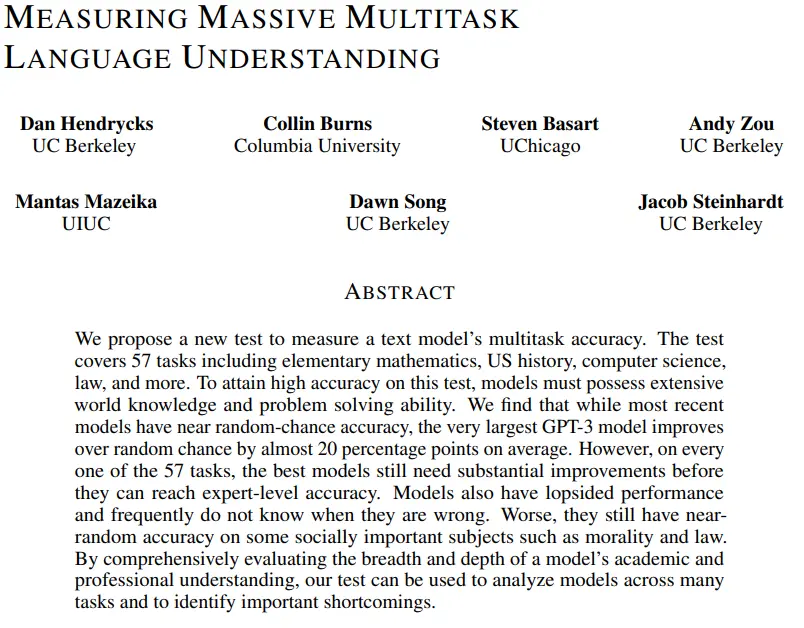 MEASURING MASSIVE MULTITASK
LANGUAGE UNDERSTANDING
Dan Hendrycks Collin Burns Steven Basart Andy Zou
UC Berkeley Columbia University UChicago UC Berkeley
Mantas Mazeika Dawn Song Jacob Steinhardt
UIUC UC Berkeley UC Berkeley
ABSTRACT
We propose a new test to measure a text model's multitask accuracy. The test
covers 57 tasks including elementary mathematics, US history, computer science,
law, and more. To attain high accuracy on this test, models must possess extensive
world knowledge and problem solving ability. We find that while most recent
models have near random-chance accuracy, the very largest GPT-3 model improves
over random chance by almost 20 percentage points on average. However, on every
one of the 57 tasks, the best models still need substantial improvements before
they can reach expert-level accuracy. Models also have lopsided performance
and frequently do not know when they are wrong. Worse, they still have near-
random accuracy on some socially important subjects such as morality and law.
By comprehensively evaluating the breadth and depth of a model's academic and
professional understanding, our test can be used to analyze models across many
tasks and to identify important shortcomings.